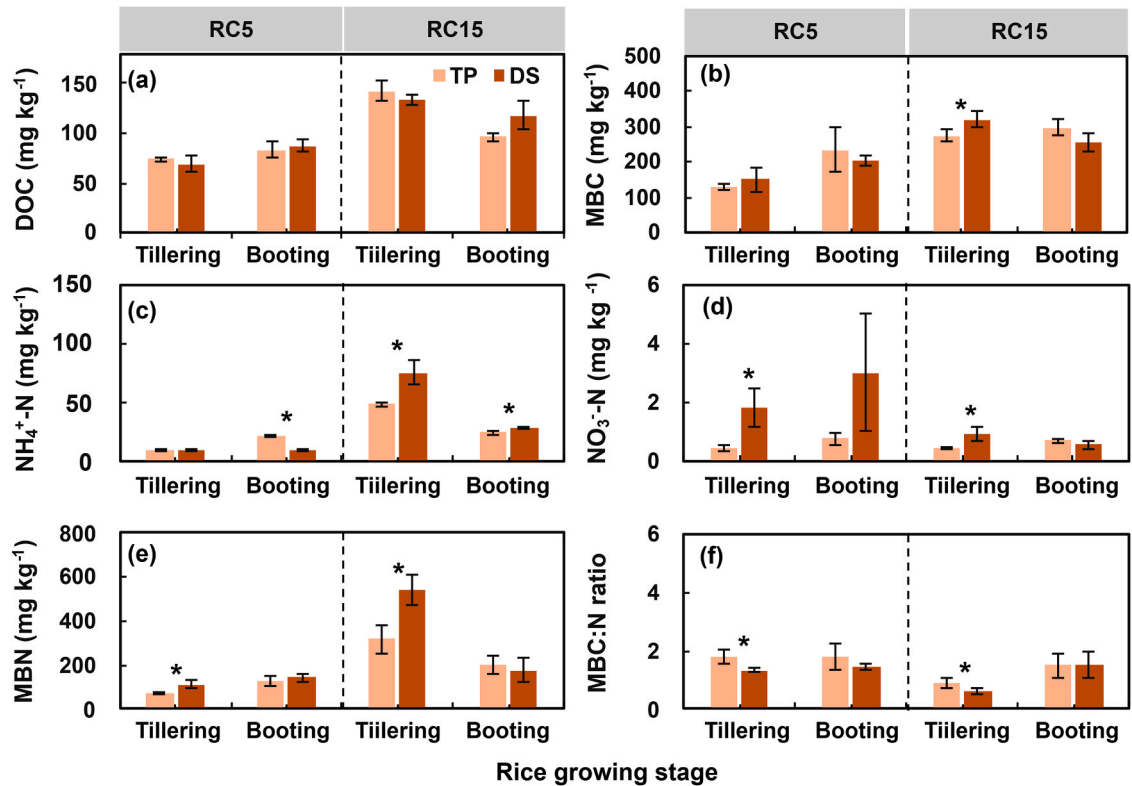 RC5 RC15 RC5 RC15
(a) TP DS
DOC (mg kg-1)
150
100
50
0
Tillering Booting Tiilering Booting
(b)
MBC (mg kg-1)
500
400
300
200
100
0
*
Tillering Booting Tiilering Booting
(c)
NH4+-N (mg kg-1)
150
100
50
0
* * *
Tillering Booting Tiilering Booting
(d)
NO3--N (mg kg -1)
6
4
2
0
* *
Tillering Booting Tiilering Booting
(e)
MBN (mg kg-1)
800
600
400
200
0
* *
Tillering Booting Tiilering Booting
(f)
MBC:N ratio
6
4
2
0
* *
Tillering Booting Tiilering Booting
Rice growing stage